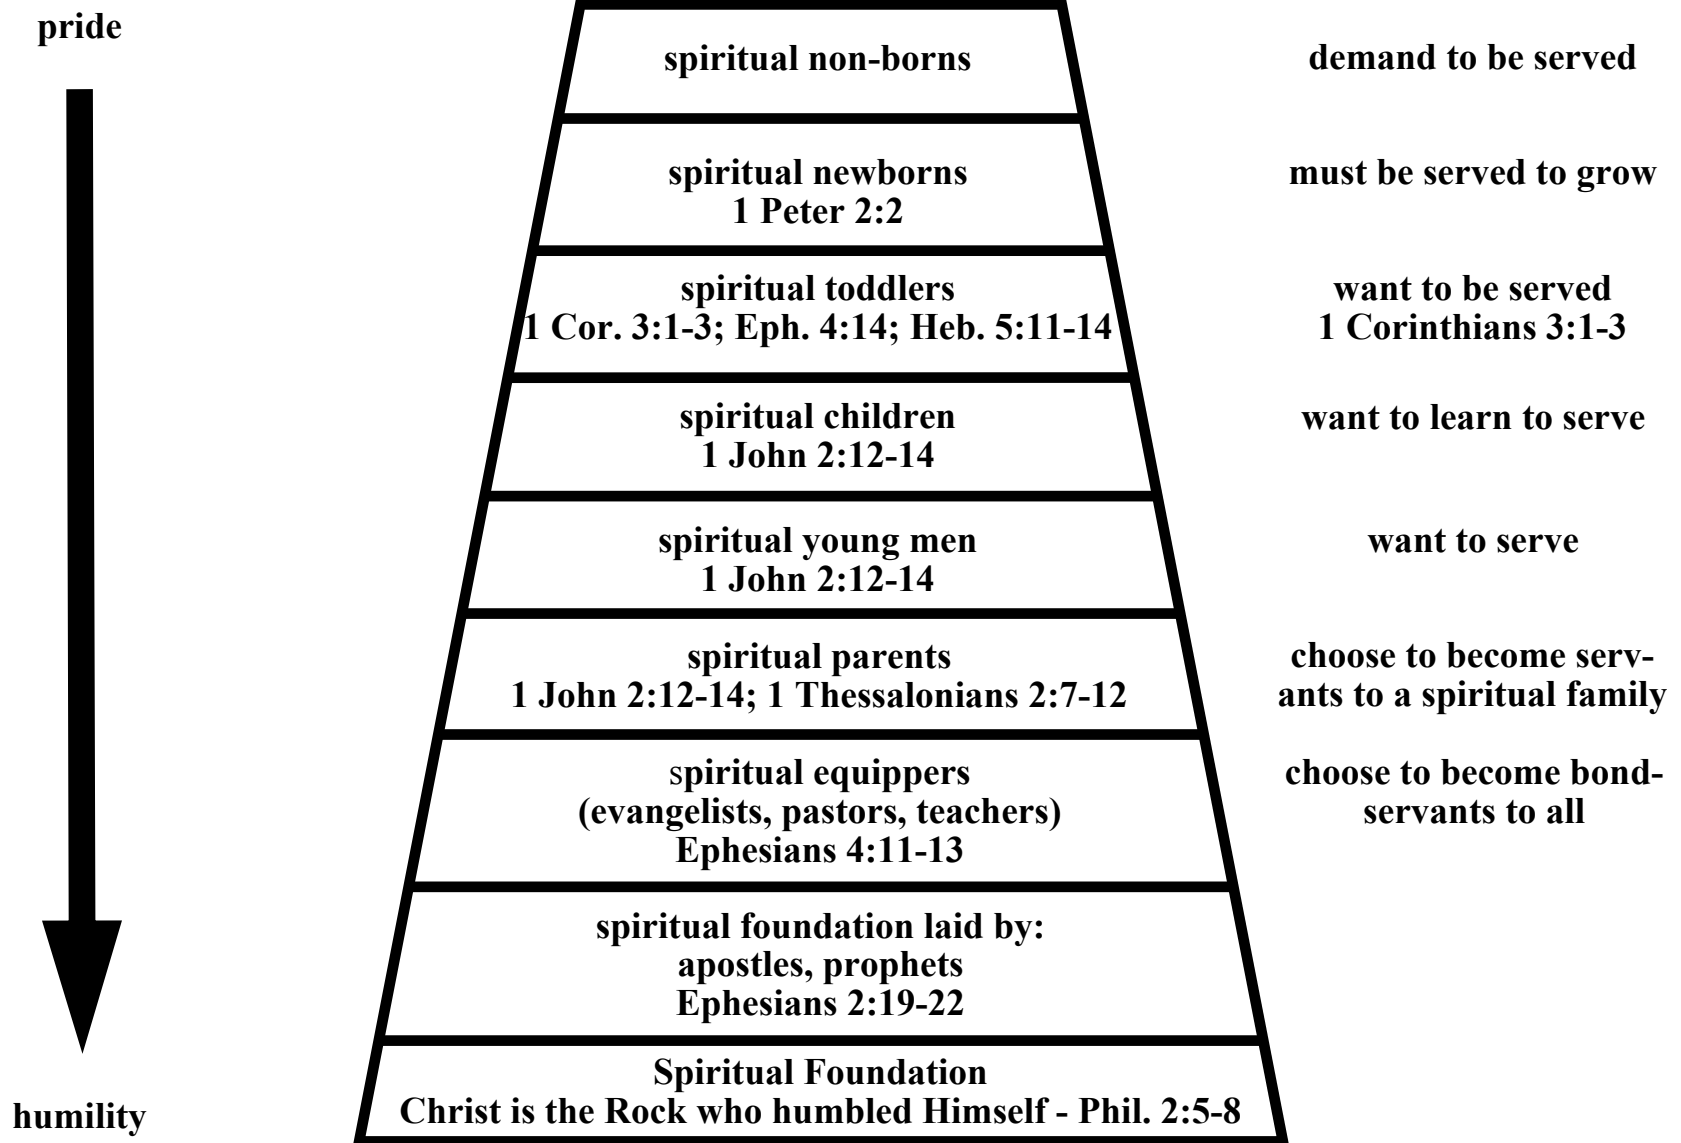 pride
spiritual non-borns
demand to be served
spiritual newborns
1 Peter 2:2
must be served to grow
spiritual toddlers
1 Cor. 3:1-3; Eph. 4:14; Heb. 5:11-14
want to be served
1 Corinthians 3:1-3
spiritual children
1 John 2:12-14
want to learn to serve
spiritual young men
1 John 2:12-14
want to serve
spiritual parents
1 John 2:12-14; 1 Thessalonians 2:7-12
choose to become serv-
ants to a spiritual family
spiritual equippers
(evangelists, pastors, teachers)
Ephesians 4:11-13
choose to become bond-
servants to all
spiritual foundation laid by:
apostles, prophets
Ephesians 2:19-22
Spiritual Foundation
Christ is the Rock who humbled Himself - Phil. 2:5-8
humility